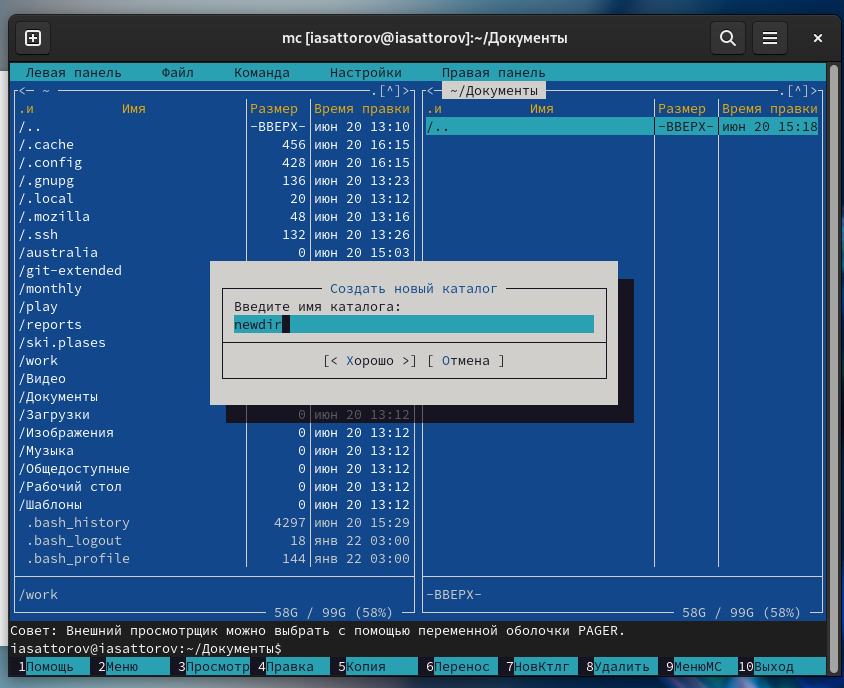 mc [iasattorov@iasattorov]:~/Документы
Левая панель Файл Команда Настройки Правая панель
<─ ~ .[^]> <─ ~/Документы .[^]>
.и Имя Размер Время правки .и Имя Размер Время правки
/.. -ВВЕРХ- июн 20 13:10 /.. -ВВЕРХ- июн 20 15:18
/.cache 456 июн 20 16:15
/.config 428 июн 20 16:15
/.gnupg 136 июн 20 13:23
/.local 20 июн 20 13:12
/.mozilla 48 июн 20 13:16
/.ssh 132 июн 20 13:26
/australia 0 июн 20 15:03
/git-extended
/monthly Создать новый каталог
/play Введите имя каталога:
/reports newdir
/ski.plases
/work [< Хорошо >] [ Отмена ]
/Видео
/Документы
/Загрузки 0 июн 20 13:12
/Изображения 0 июн 20 13:12
/Музыка 0 июн 20 13:12
/Общедоступные 0 июн 20 13:12
/Рабочий стол 0 июн 20 13:12
/Шаблоны 0 июн 20 13:12
.bash_history 4297 июн 20 15:29
.bash_logout 18 янв 22 03:00
.bash_profile 144 янв 22 03:00
/work -ВВЕРХ-
58G / 99G (58%) 58G / 99G (58%)
Совет: Внешний просмотрщик можно выбрать с помощью переменной оболочки PAGER.
iasattorov@iasattorov:~/Документы$
1Помощь 2Меню 3Просмотр 4Правка 5Копия 6Перенос 7НовКтлг 8Удалить 9МенюМС 10Выход